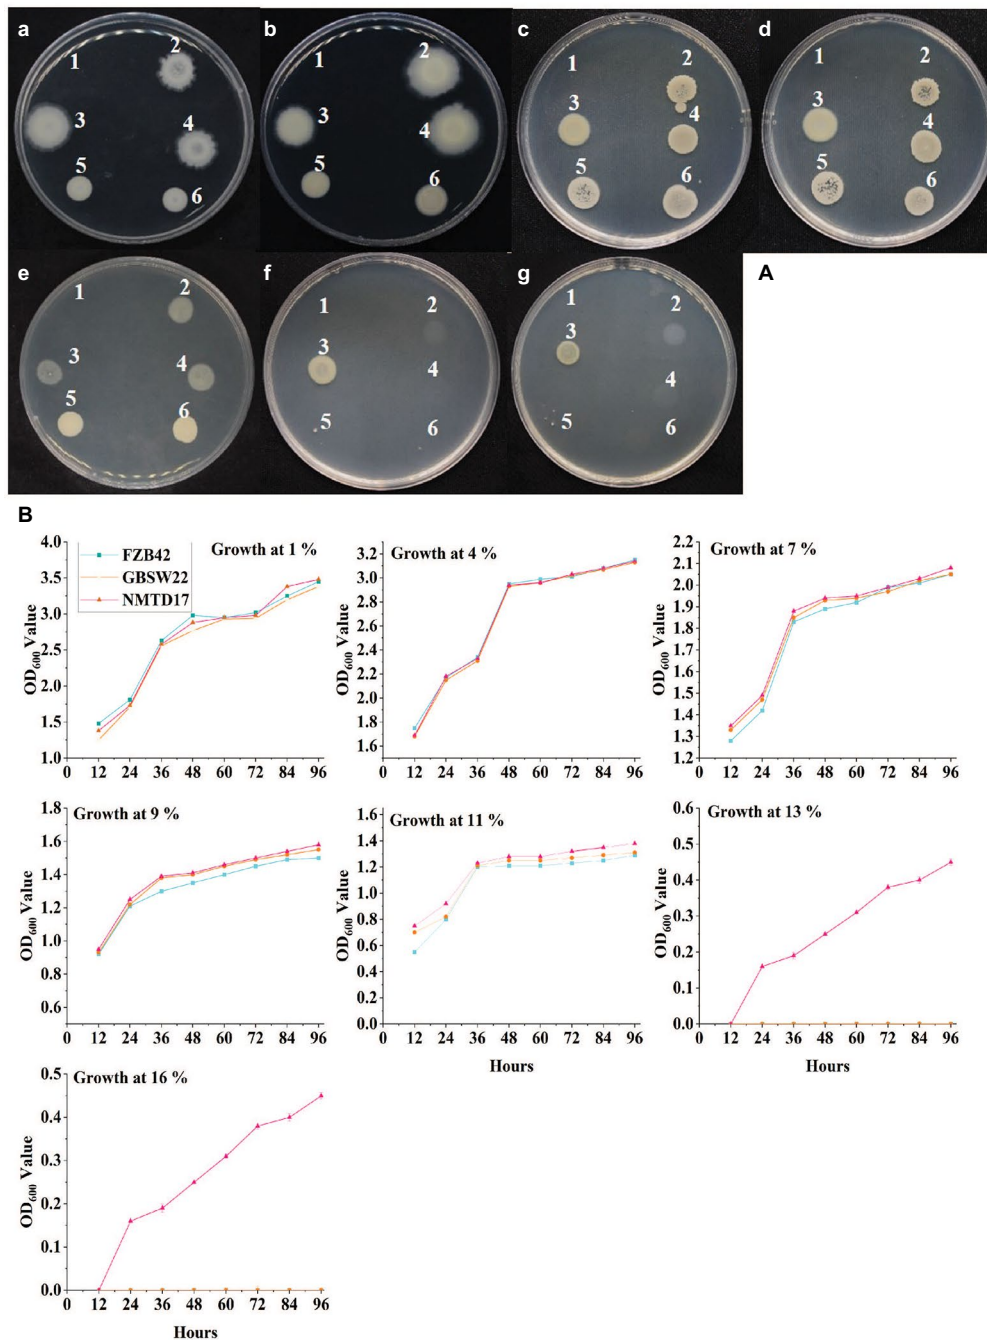 a
1
2
3
4
5
6
b
1
2
3
4
5
6
c
1
2
3
4
5
6
d
1
2
3
4
5
6
e
1
2
3
4
5
6
f
1
2
3
4
5
6
g
1
2
3
4
5
6
A
B
FZB42
GBSW22
NMTD17
Growth at 1 %
OD600 Value
4.0
3.5
3.0
2.5
2.0
1.5
1.0
0 12 24 36 48 60 72 84 96
Growth at 4 %
OD600 Value
3.2
3.0
2.8
2.6
2.4
2.2
2.0
1.8
1.6
0 12 24 36 48 60 72 84 96
Growth at 7 %
OD600 Value
2.2
2.1
2.0
1.9
1.8
1.7
1.6
1.5
1.4
1.3
1.2
0 12 24 36 48 60 72 84 96
Growth at 9 %
OD600 Value
1.8
1.6
1.4
1.2
1.0
0.8
0.6
0 12 24 36 48 60 72 84 96
Growth at 11 %
OD600 Value
1.6
1.4
1.2
1.0
0.8
0.6
0.4
0.2
0.0
0 12 24 36 48 60 72 84 96
Hours
Growth at 13 %
OD600 Value
0.6
0.5
0.4
0.3
0.2
0.1
0.0
0 12 24 36 48 60 72 84 96
Hours
Growth at 16 %
OD600 Value
0.5
0.4
0.3
0.2
0.1
0.0
0 12 24 36 48 60 72 84 96
Hours